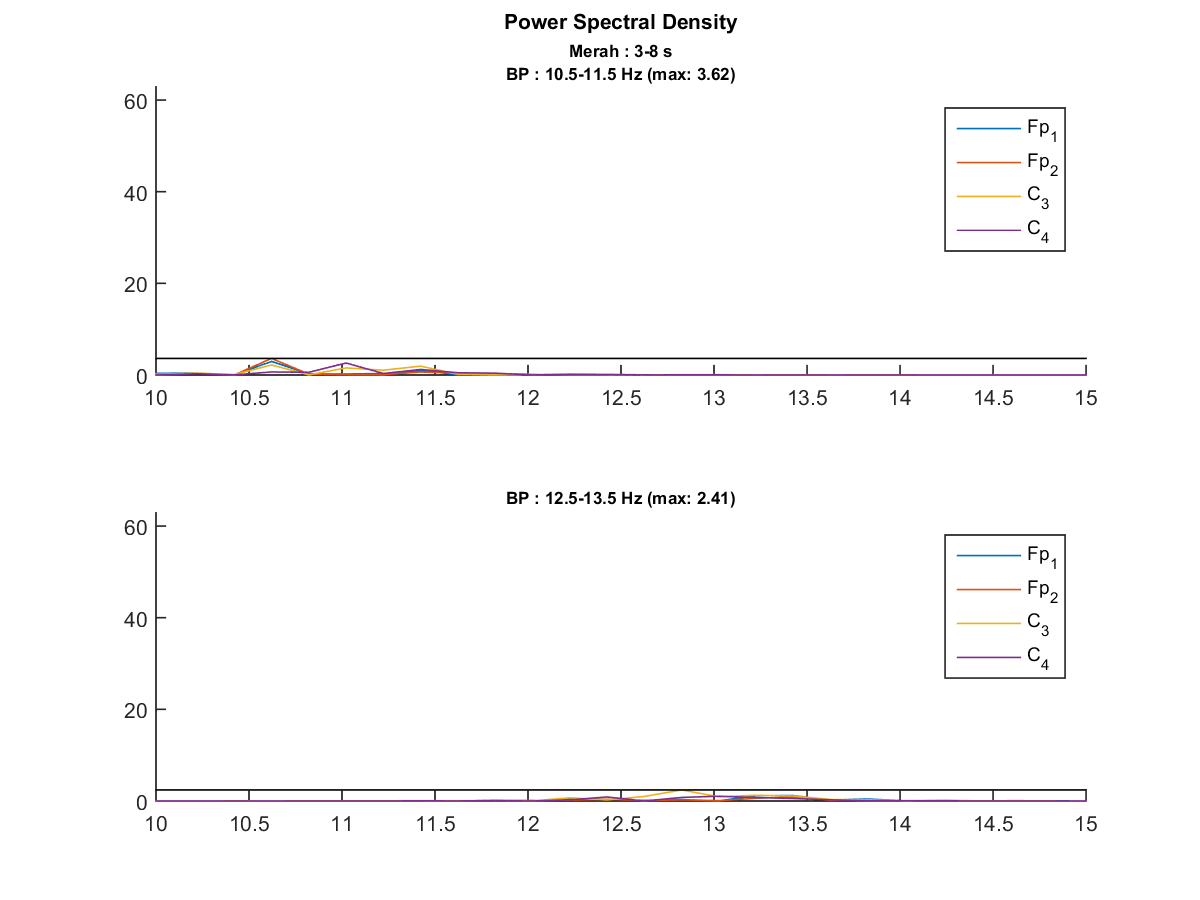 Power Spectral Density
Merah : 3-8 s
BP : 10.5-11.5 Hz (max: 3.62)
60
40
20
0
10 10.5 11 11.5 12 12.5 13 13.5 14 14.5 15
Fp1
Fp2
C3
C4
BP : 12.5-13.5 Hz (max: 2.41)
60
40
20
0
10 10.5 11 11.5 12 12.5 13 13.5 14 14.5 15
Fp1
Fp2
C3
C4